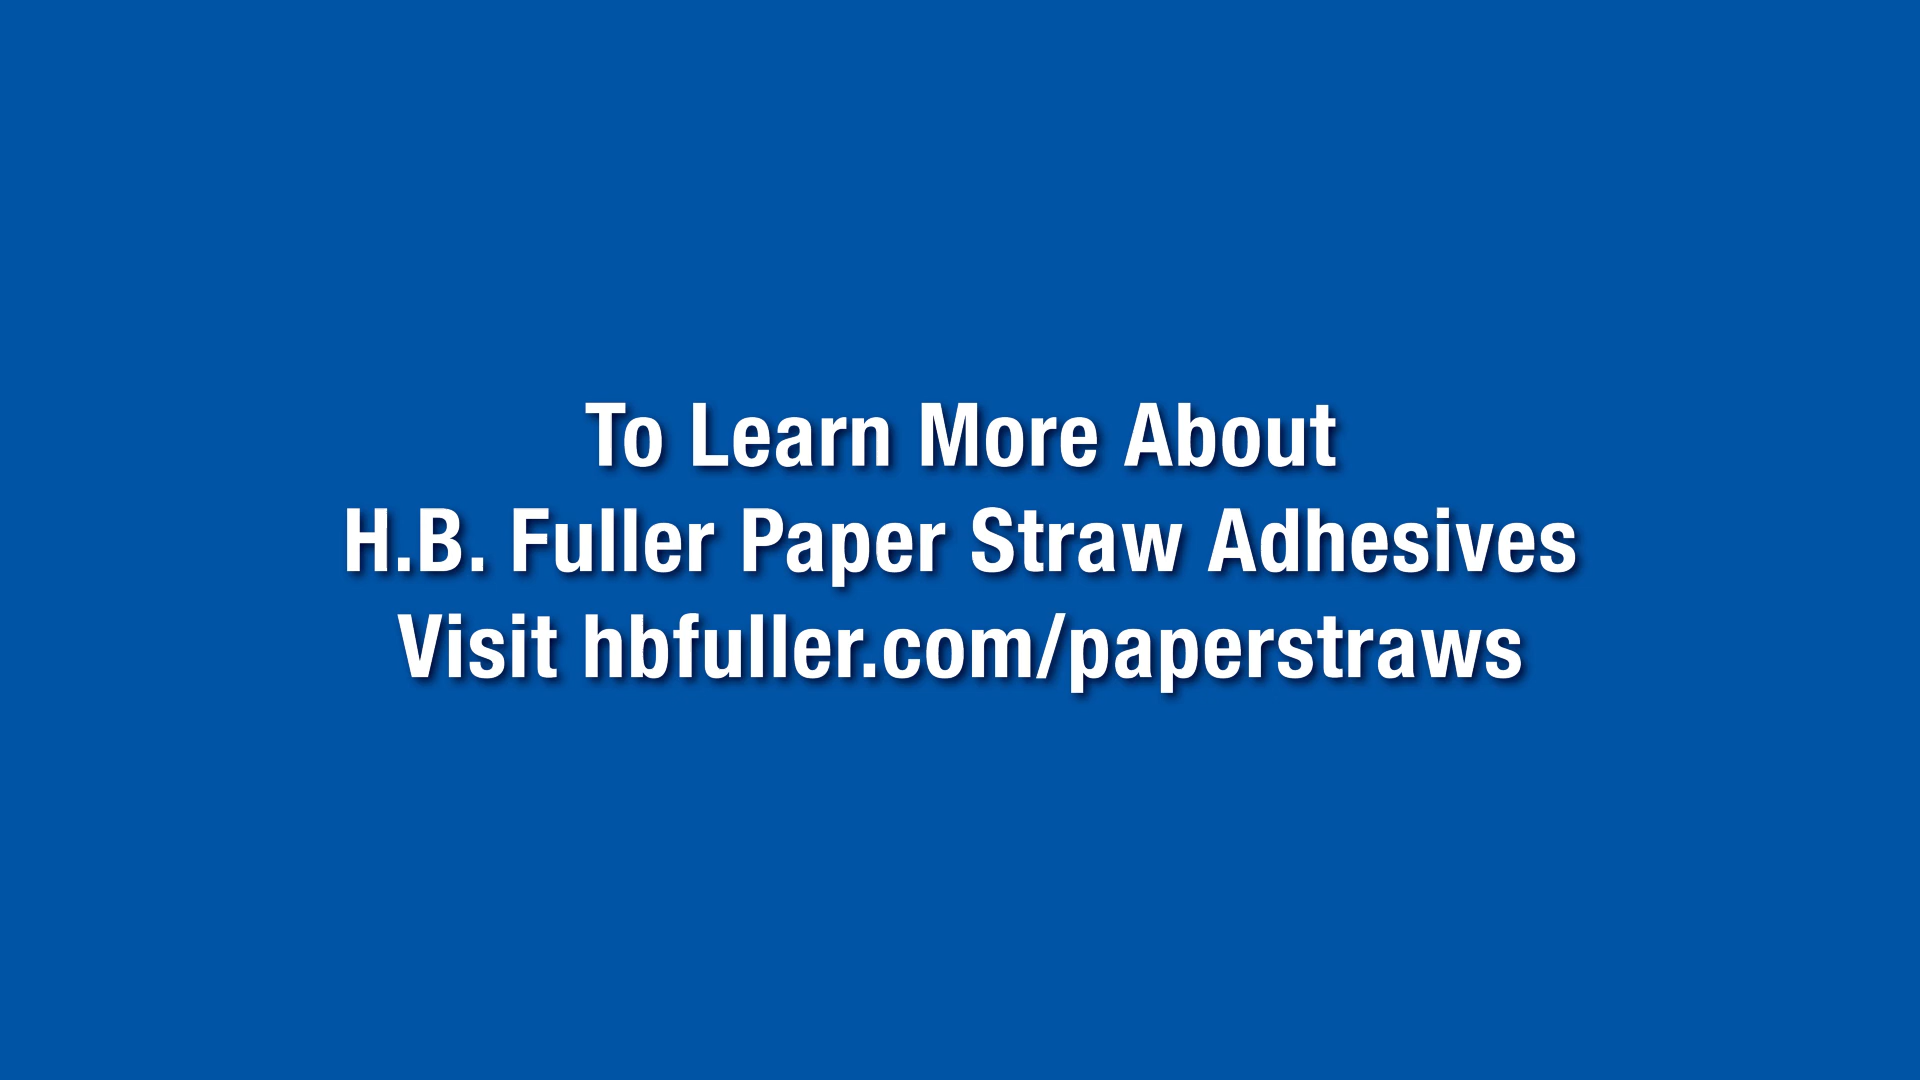 To Learn More About
H.B. Fuller Paper Straw Adhesives
Visit hbfuller.com/paperstraws